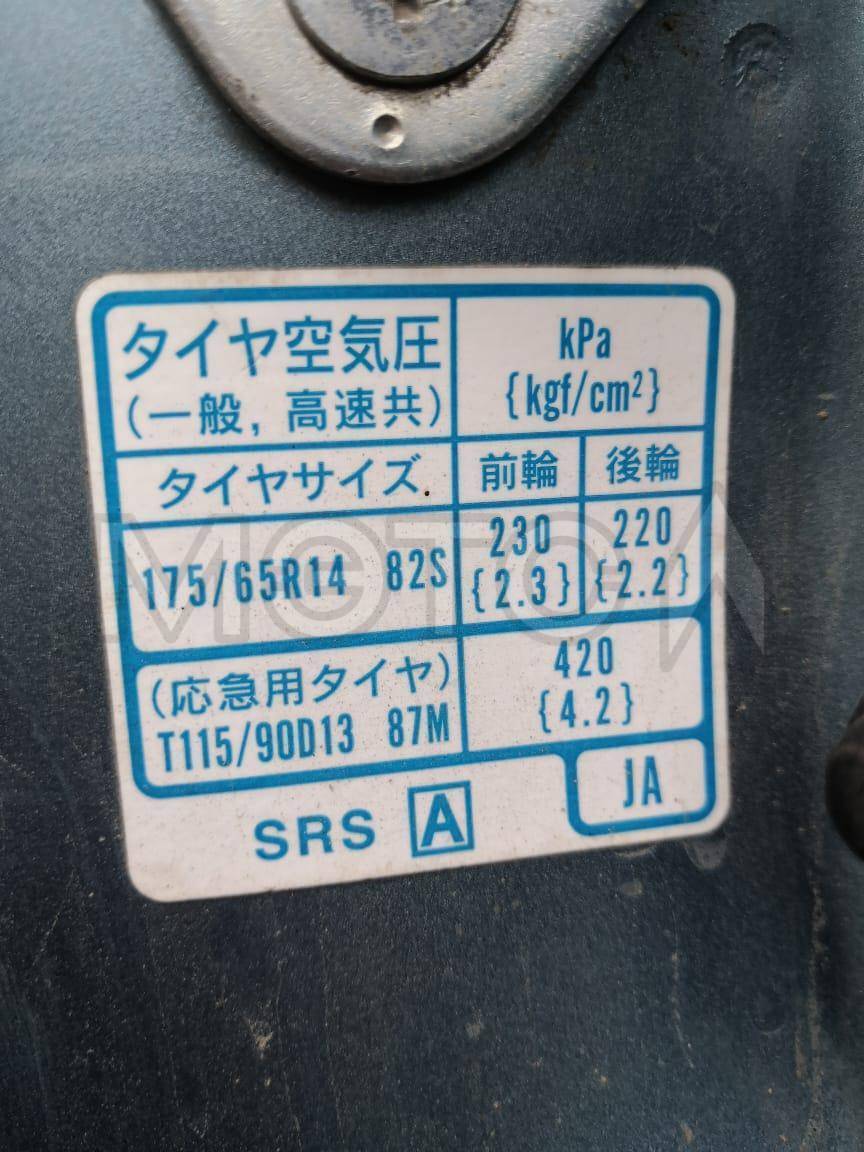 タイヤ空気圧
(一般, 高速共)
kPa
{kgf/cm²}
タイヤサイズ
前輪
後輪
175/65R14 82S
230
{2.3}
220
{2.2}
(応急用タイヤ)
T115/90D13 87M
420
{4.2}
SRS A
JA